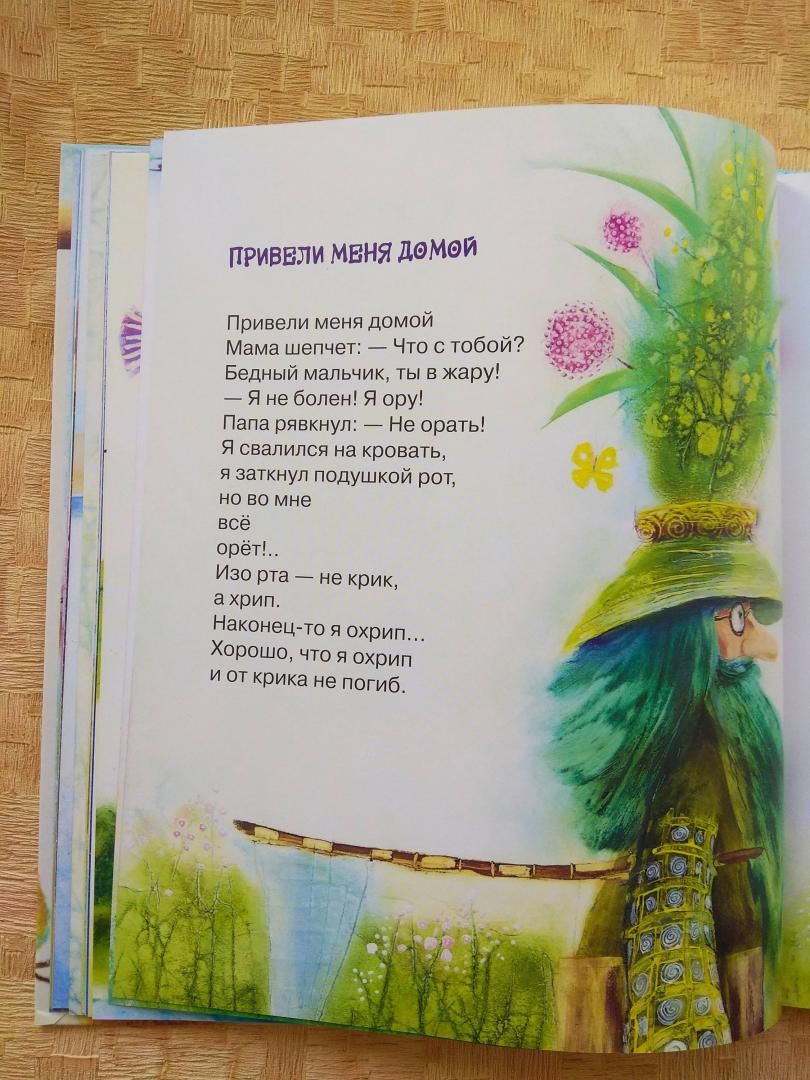 ПРИВЕЛИ МЕНЯ ДОМОЙ
Привели меня домой
Мама шепчет: — Что с тобой?
Бедный мальчик, ты в жару!
— Я не болен! Я ору!
Папа рявкнул: — Не орать!
Я свалился на кровать,
я заткнул подушкой рот,
но во мне
всё
орёт!..
Изо рта — не крик,
а хрип.
Наконец-то я охрип...
Хорошо, что я охрип
и от крика не погиб.